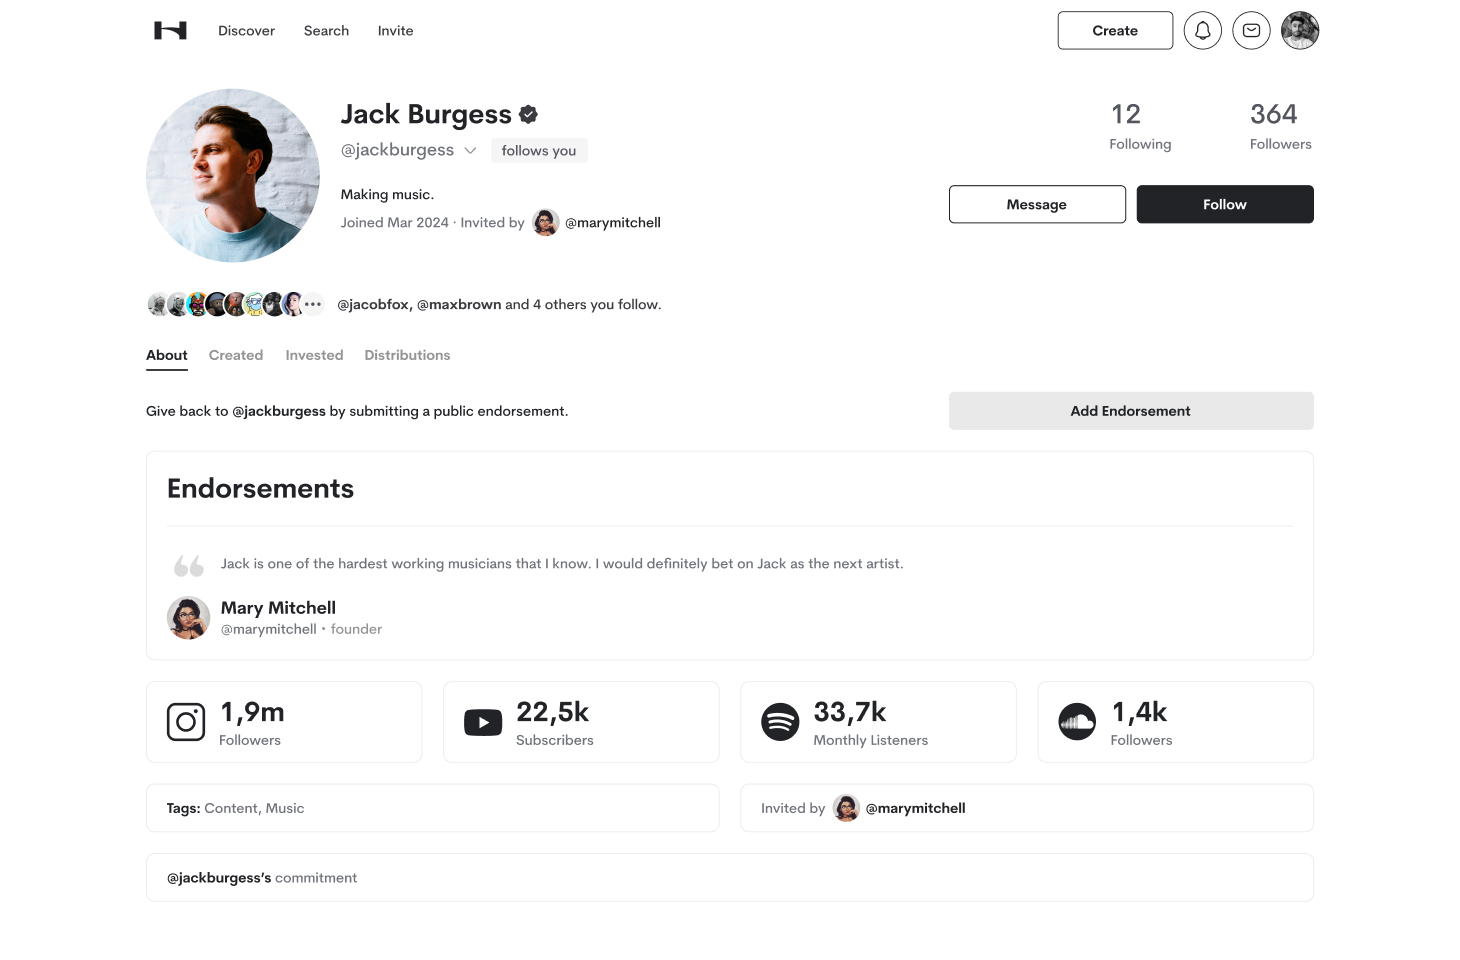 Discover Search Invite Create
Jack Burgess
@jackburgess follows you
Making music.
Joined Mar 2024 · Invited by @marymitchell
12 364
Following Followers
Message Follow
@jacobfox, @maxbrown and 4 others you follow.
About Created Invested Distributions
Give back to @jackburgess by submitting a public endorsement.
Add Endorsement
Endorsements
Jack is one of the hardest working musicians that I know. I would definitely bet on Jack as the next artist.
Mary Mitchell
@marymitchell • founder
1,9m
Followers
22,5k
Subscribers
33,7k
Monthly Listeners
1,4k
Followers
Tags: Content, Music
Invited by @marymitchell
@jackburgess’s commitment